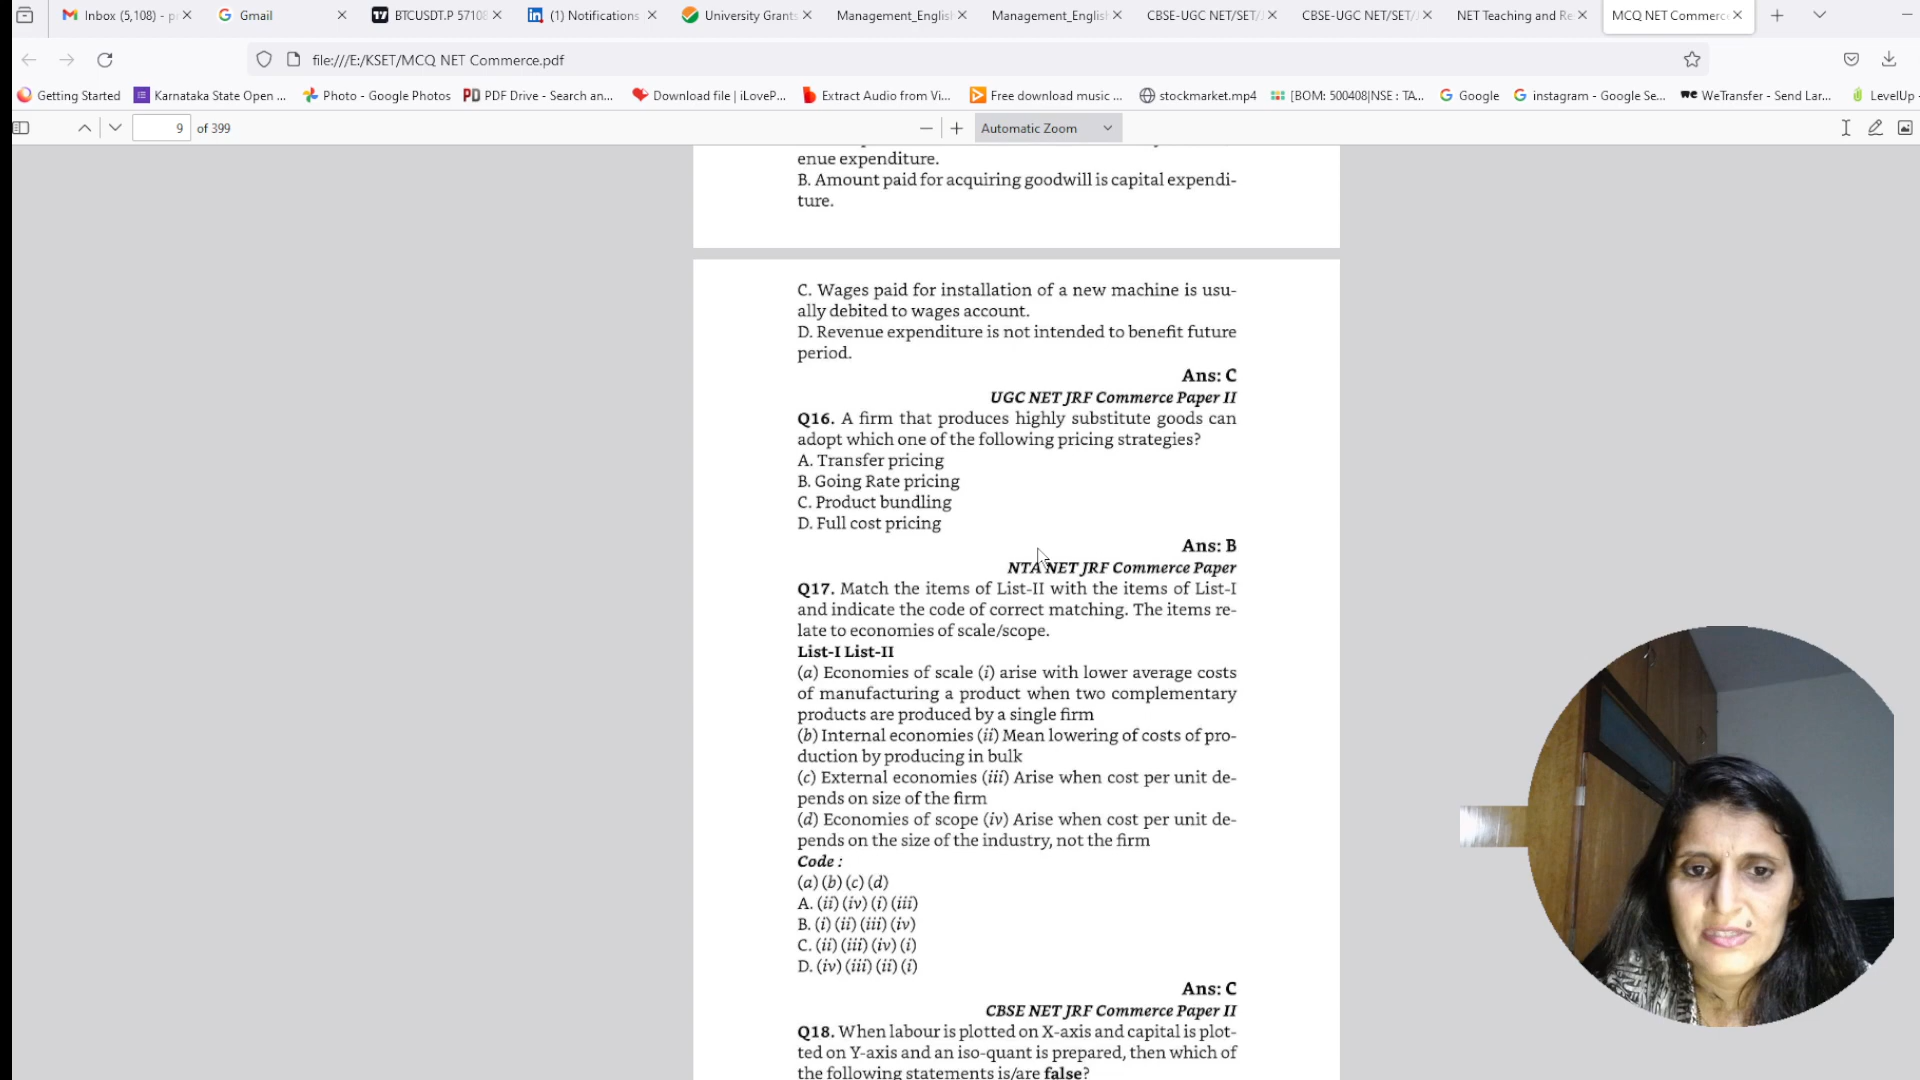 Inbox (5,108) - p
Gmail
BTCUSDT.P 5710
(1) Notifications
University Grants
Management_Englis
Management_Englis
CBSE-UGC NET/SET/
CBSE-UGC NET/SET/
NET Teaching and Re
MCQ NET Commerc
file:///E:/KSET/MCQ NET Commerce.pdf
Getting Started
Karnataka State Open ...
Photo - Google Photos
PDF Drive - Search an...
Download file | iLoveP...
Extract Audio from Vi...
Free download music ...
stockmarket.mp4
[BOM: 500408|NSE : TA...
Google
instagram - Google Se...
WeTransfer - Send Lar...
LevelUp
9 of 399
Automatic Zoom
enue expenditure.
B. Amount paid for acquiring goodwill is capital expendi-
ture.
C. Wages paid for installation of a new machine is usu-
ally debited to wages account.
D. Revenue expenditure is not intended to benefit future
period.
Ans: C
UGC NET JRF Commerce Paper II
Q16. A firm that produces highly substitute goods can
adopt which one of the following pricing strategies?
A. Transfer pricing
B. Going Rate pricing
C. Product bundling
D. Full cost pricing
Ans: B
NTA NET JRF Commerce Paper
Q17. Match the items of List-II with the items of List-I
and indicate the code of correct matching. The items re-
late to economies of scale/scope.
List-I List-II
(a) Economies of scale (i) arise with lower average costs
of manufacturing a product when two complementary
products are produced by a single firm
(b) Internal economies (ii) Mean lowering of costs of pro-
duction by producing in bulk
(c) External economies (iii) Arise when cost per unit de-
pends on size of the firm
(d) Economies of scope (iv) Arise when cost per unit de-
pends on the size of the industry, not the firm
Code :
(a) (b) (c) (d)
A. (ii) (iv) (i) (iii)
B. (i) (ii) (iii) (iv)
C. (ii) (iii) (iv) (i)
D. (iv) (iii) (ii) (i)
Ans: C
CBSE NET JRF Commerce Paper II
Q18. When labour is plotted on X-axis and capital is plot-
ted on Y-axis and an iso-quant is prepared, then which of
the following statements is/are false?